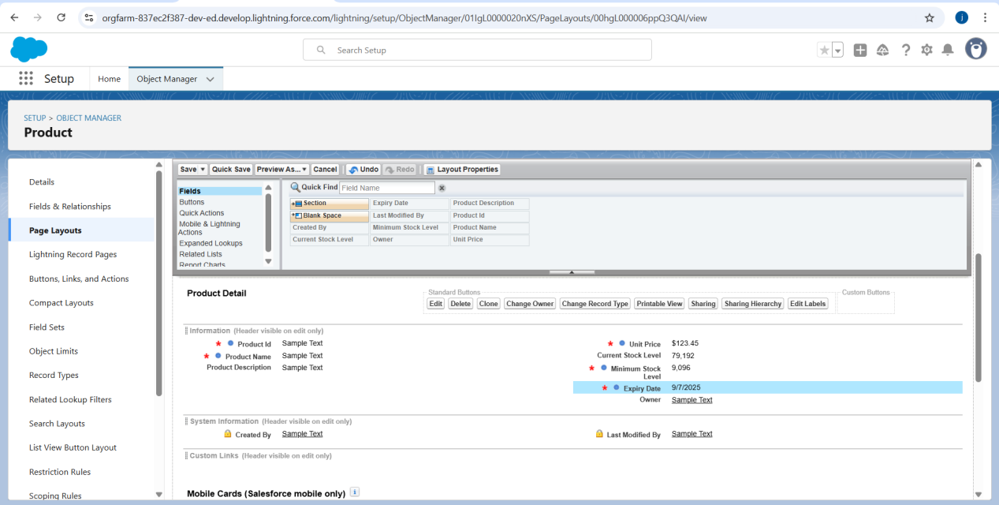 orgfarm-837ec2f387-dev-ed.develop.lightning.force.com/lightning/setup/ObjectManager/01IgL0000020nXS/PageLayouts/00hgL000006ppQ3QAI/view
j
Search Setup
Setup
Home
Object Manager
SETUP > OBJECT MANAGER
Product
Details
Fields & Relationships
Page Layouts
Lightning Record Pages
Buttons, Links, and Actions
Compact Layouts
Field Sets
Object Limits
Record Types
Related Lookup Filters
Search Layouts
List View Button Layout
Restriction Rules
Scoping Rules
Save Quick Save Preview As... Cancel Undo Redo Layout Properties
Fields
Buttons
Quick Actions
Mobile & Lightning
Actions
Expanded Lookups
Related Lists
Report Charts
Quick Find Field Name
Section Expiry Date Product Description
Blank Space Last Modified By Product Id
Created By Minimum Stock Level Product Name
Current Stock Level Owner Unit Price
Product Detail
Standard Buttons
Edit Delete Clone Change Owner Change Record Type Printable View Sharing Sharing Hierarchy Edit Labels
Custom Buttons
Information (Header visible on edit only)
* Product Id Sample Text
* Product Name Sample Text
Product Description Sample Text
* Unit Price $123.45
Current Stock Level 79,192
* Minimum Stock Level 9,096
* Expiry Date 9/7/2025
Owner Sample Text
System Information (Header visible on edit only)
Created By Sample Text
Last Modified By Sample Text
Custom Links (Header visible on edit only)
Mobile Cards (Salesforce mobile only) i